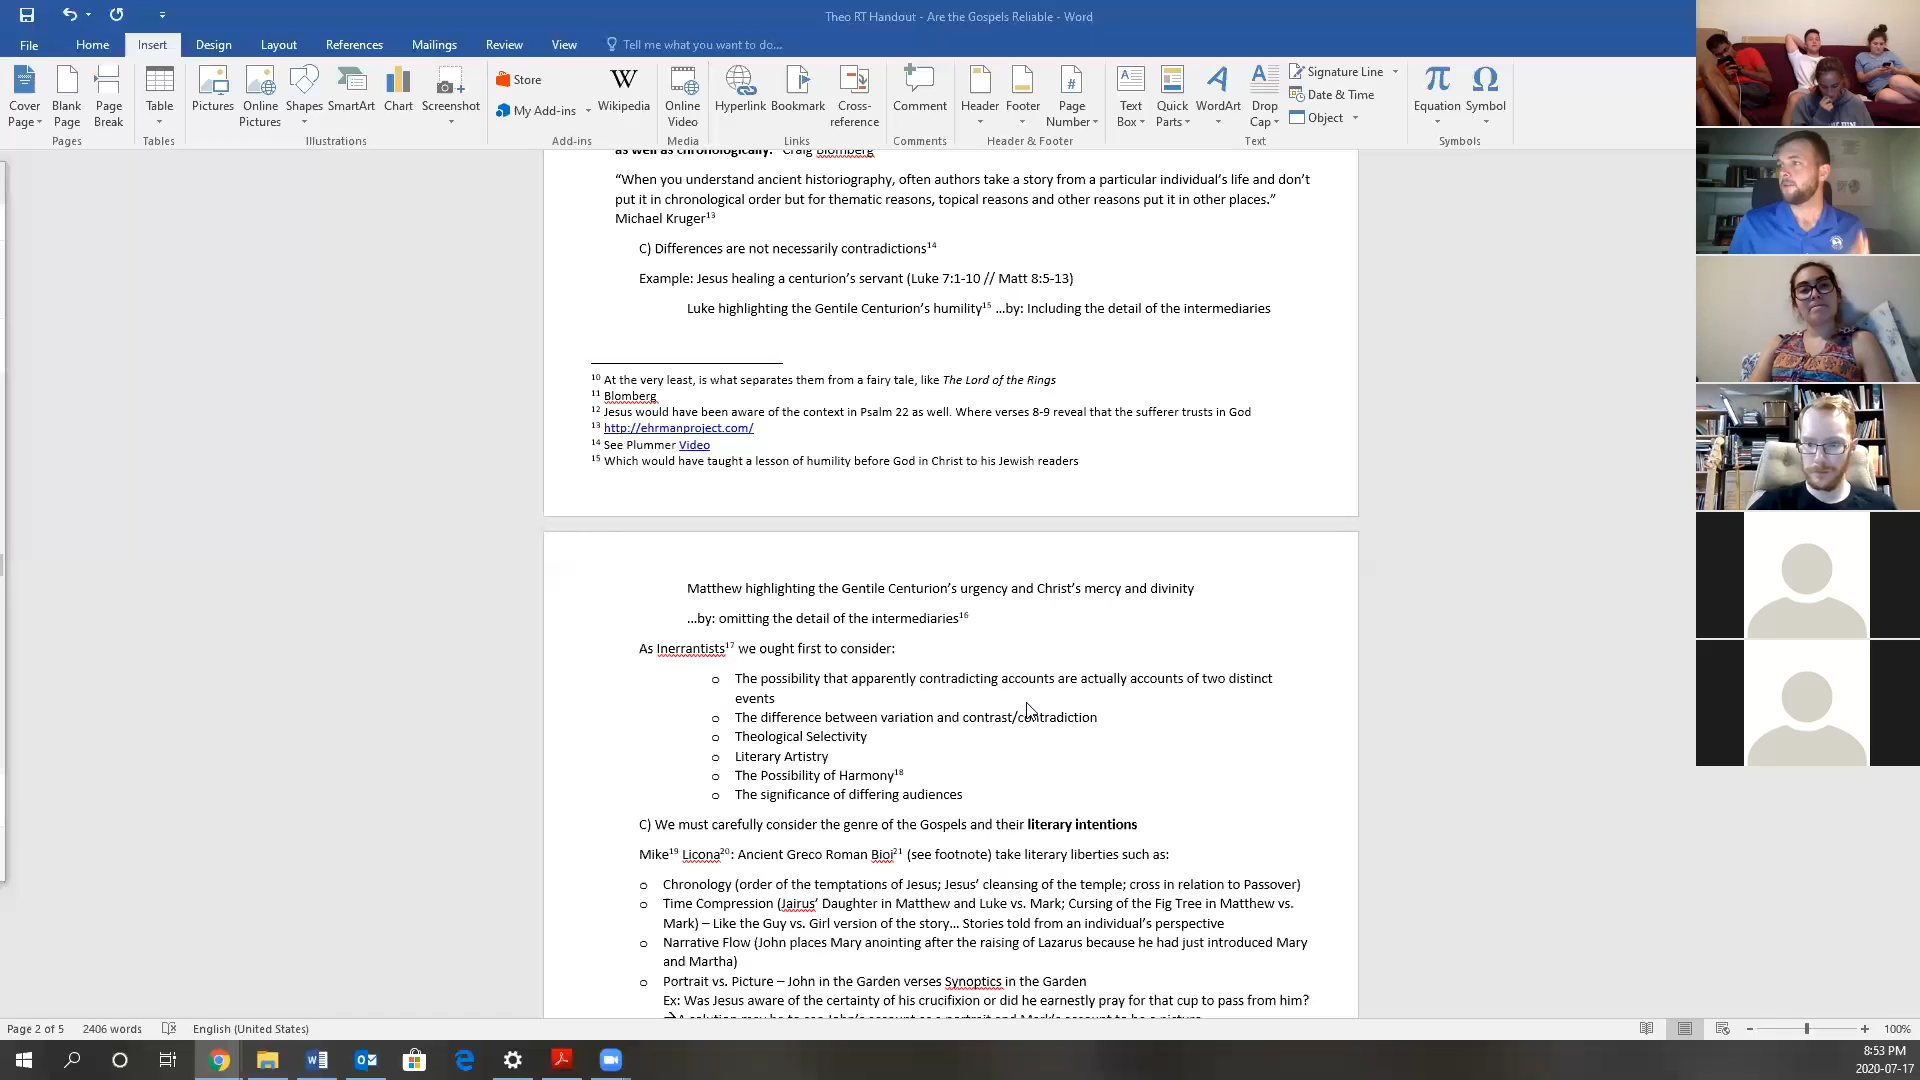 Theo RT Handout - Are the Gospels Reliable - Word
File Home Insert Design Layout References Mailings Review View Tell me what you want to do...
Cover Page
Blank Page
Page Break
Table
Pictures
Online Pictures
Shapes
SmartArt
Chart
Screenshot
Store
My Add-ins
Wikipedia
Online Video
Hyperlink
Bookmark
Cross-reference
Comment
Header
Footer
Page Number
Text Box
Quick Parts
WordArt
Drop Cap
Signature Line
Date & Time
Object
Equation
Symbol
Pages Tables Illustrations Add-ins Media Links Comments Header & Footer Text Symbols
as well as chronologically." Craig Blomberg
“When you understand ancient historiography, often authors take a story from a particular individual’s life and don’t
put it in chronological order but for thematic reasons, topical reasons and other reasons put it in other places.”
Michael Kruger13
C) Differences are not necessarily contradictions14
Example: Jesus healing a centurion’s servant (Luke 7:1-10 // Matt 8:5-13)
Luke highlighting the Gentile Centurion’s humility15 …by: Including the detail of the intermediaries
10 At the very least, is what separates them from a fairy tale, like The Lord of the Rings
11 Blomberg
12 Jesus would have been aware of the context in Psalm 22 as well. Where verses 8-9 reveal that the sufferer trusts in God
13 http://ehrmanproject.com/
14 See Plummer Video
15 Which would have taught a lesson of humility before God in Christ to his Jewish readers
Matthew highlighting the Gentile Centurion’s urgency and Christ’s mercy and divinity
…by: omitting the detail of the intermediaries16
As Inerrantists17 we ought first to consider:
o The possibility that apparently contradicting accounts are actually accounts of two distinct
events
o The difference between variation and contrast/contradiction
o Theological Selectivity
o Literary Artistry
o The Possibility of Harmony18
o The significance of differing audiences
C) We must carefully consider the genre of the Gospels and their literary intentions
Mike19 Licona20: Ancient Greco Roman Bioi21 (see footnote) take literary liberties such as:
o Chronology (order of the temptations of Jesus; Jesus’ cleansing of the temple; cross in relation to Passover)
o Time Compression (Jairus’ Daughter in Matthew and Luke vs. Mark; Cursing of the Fig Tree in Matthew vs.
Mark) – Like the Guy vs. Girl version of the story… Stories told from an individual’s perspective
o Narrative Flow (John places Mary anointing after the raising of Lazarus because he had just introduced Mary
and Martha)
o Portrait vs. Picture – John in the Garden verses Synoptics in the Garden
Ex: Was Jesus aware of the certainty of his crucifixion or did he earnestly pray for that cup to pass from him?
Page 2 of 5 2406 words English (United States) 100%
8:53 PM
2020-07-17